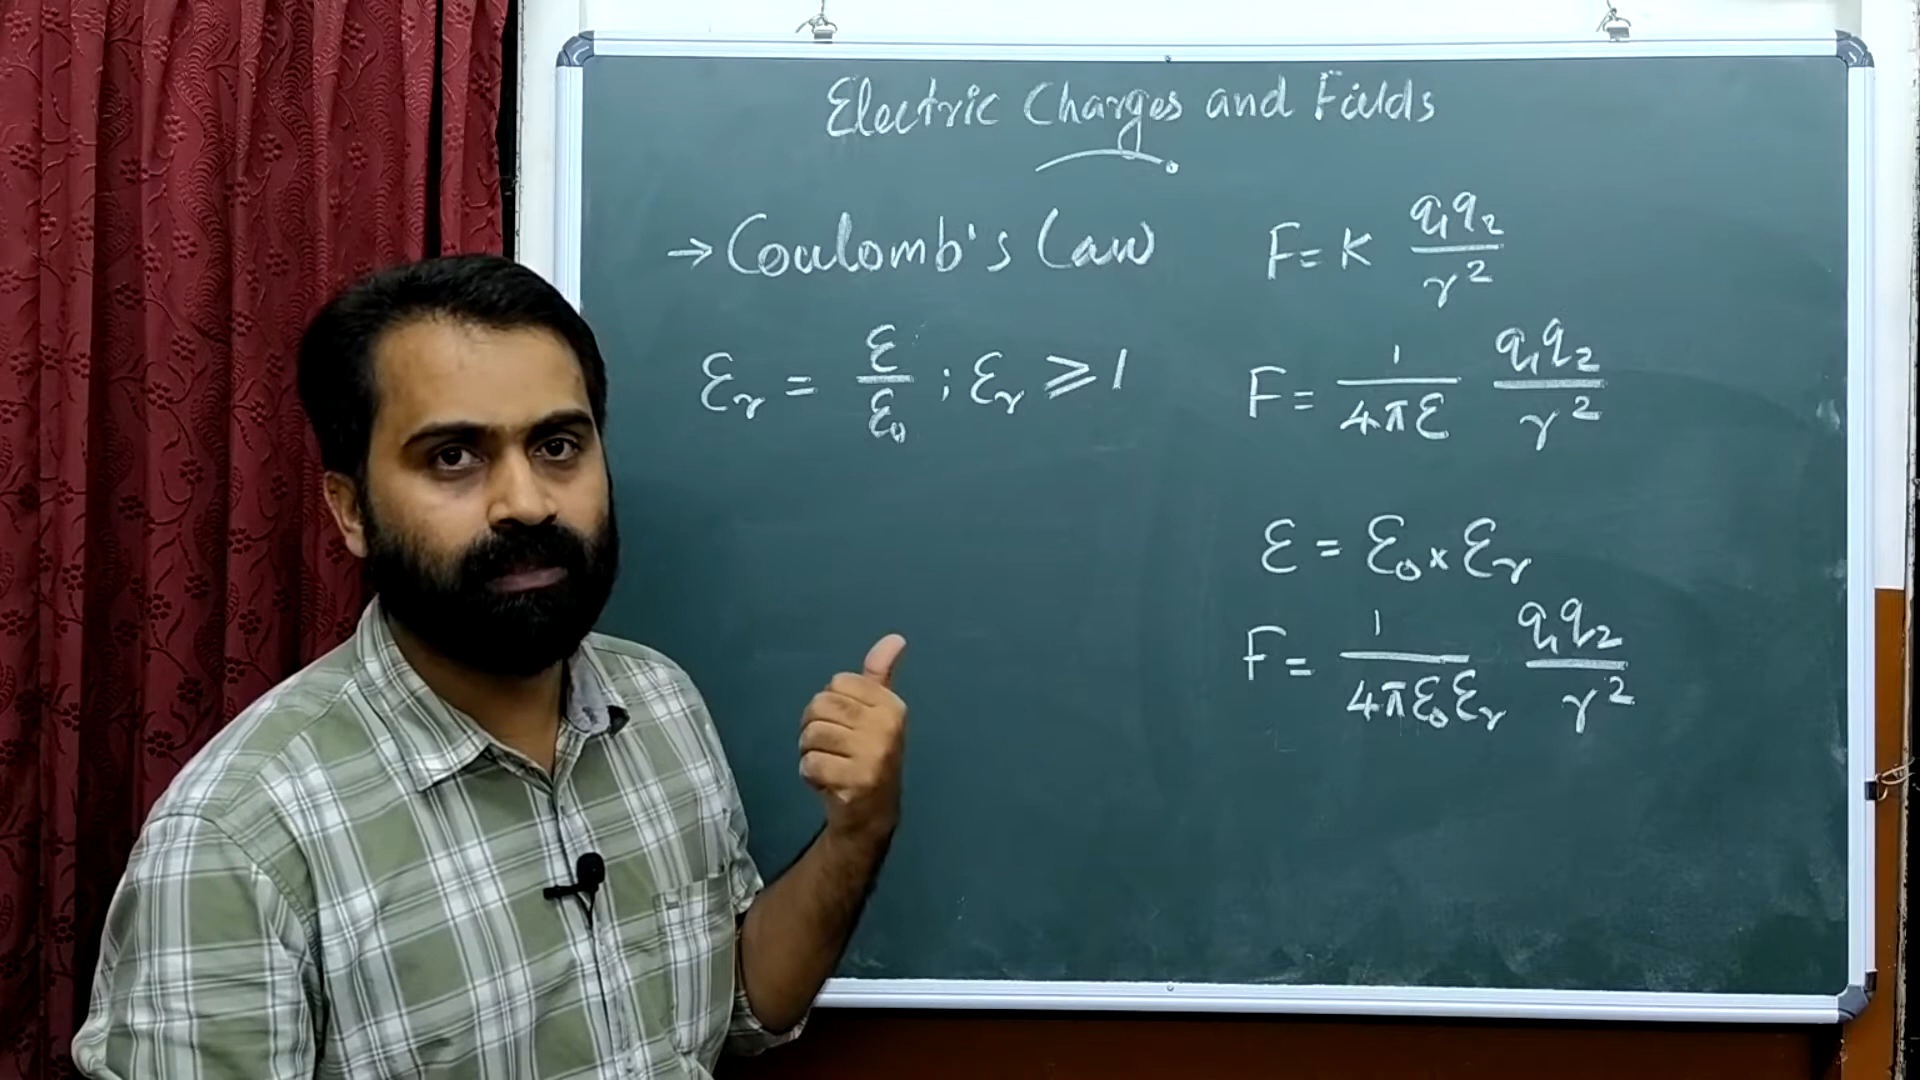 Electric Charges and Fields
→ Coulomb's Law
εr = ε/ε0 ; εr ⩾ 1
F = K q1q2/r²
F = 1/4πε q1q2/r²
ε = ε0 × εr
F = 1/4πε0εr q1q2/r²